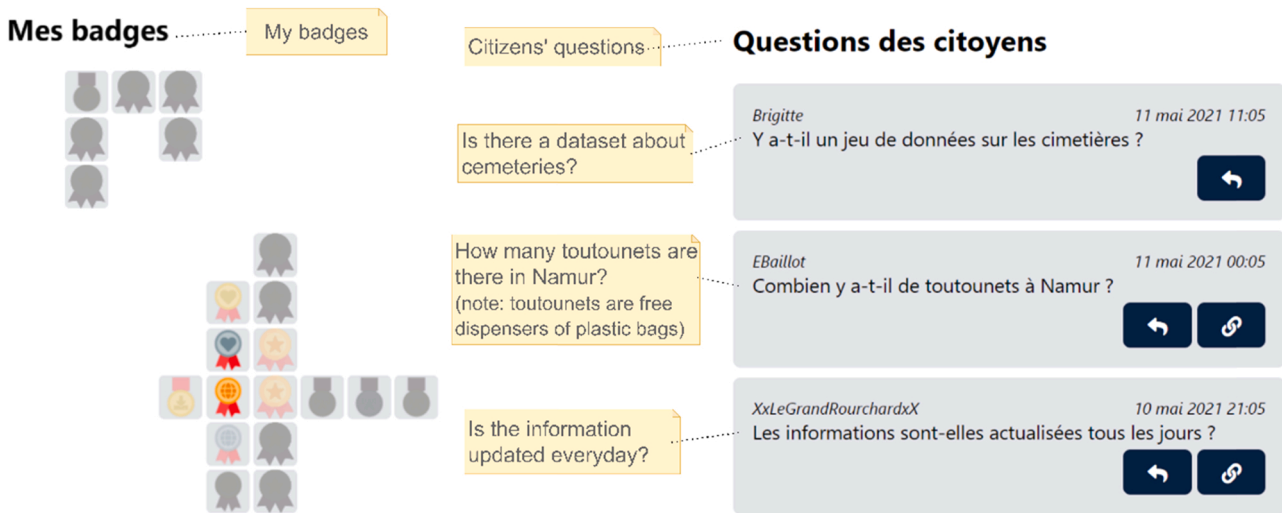 Mes badges
My badges
Citizens' questions
Questions des citoyens
Brigitte
11 mai 2021 11:05
Y a-t-il un jeu de données sur les cimetières ?
Is there a dataset about
cemeteries?
EBaillot
11 mai 2021 00:05
Combien y a-t-il de toutounets à Namur ?
How many toutounets are
there in Namur?
(note: toutounets are free
dispensers of plastic bags)
XxLeGrandRourchardxX
10 mai 2021 21:05
Les informations sont-elles actualisées tous les jours ?
Is the information
updated everyday?